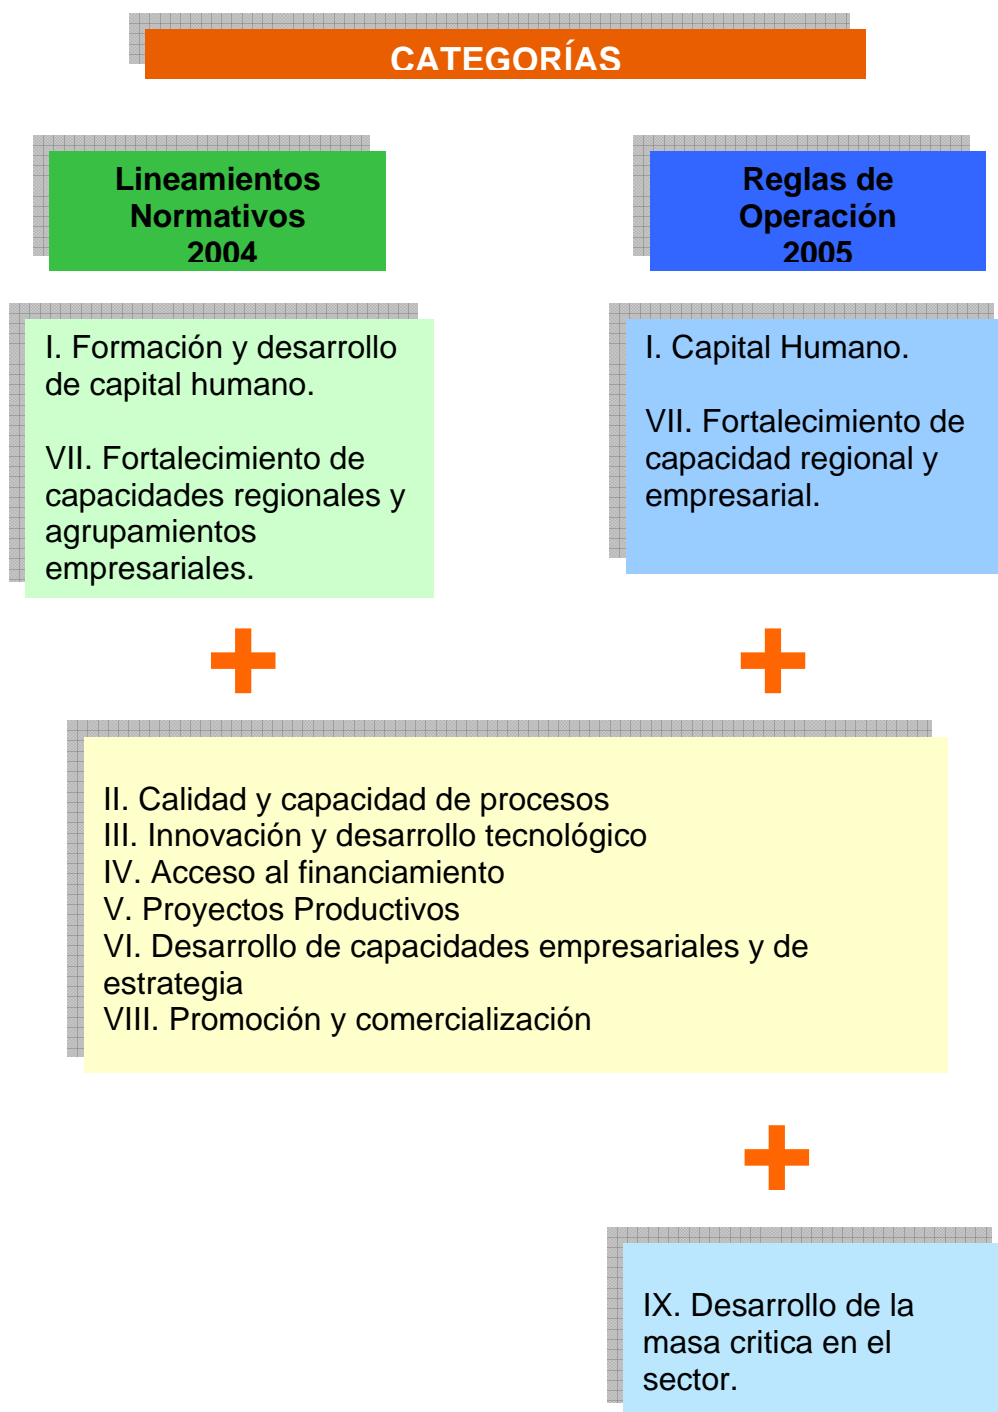 CATEGORÍAS
Lineamientos
Normativos
2004
Reglas de
Operación
2005
I. Formación y desarrollo
de capital humano.
VII. Fortalecimiento de
capacidades regionales y
agrupamientos
empresariales.
I. Capital Humano.
VII. Fortalecimiento de
capacidad regional y
empresarial.
II. Calidad y capacidad de procesos
III. Innovación y desarrollo tecnológico
IV. Acceso al financiamiento
V. Proyectos Productivos
VI. Desarrollo de capacidades empresariales y de
estrategia
VIII. Promoción y comercialización
IX. Desarrollo de la
masa critica en el
sector.